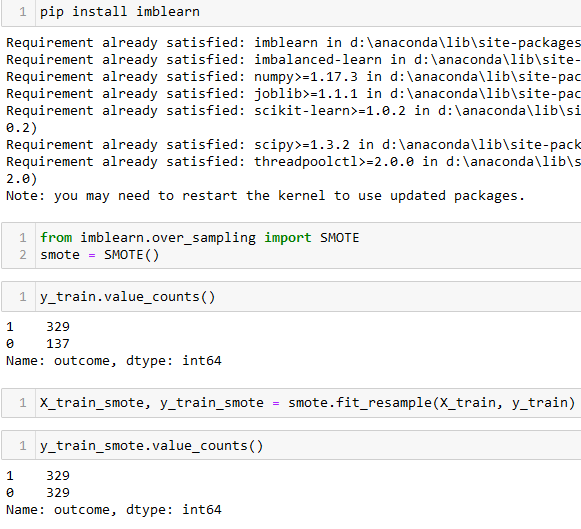 1 pip install imblearn
Requirement already satisfied: imblearn in d:\anaconda\lib\site-packages
Requirement already satisfied: imbalanced-learn in d:\anaconda\lib\site-
Requirement already satisfied: numpy>=1.17.3 in d:\anaconda\lib\site-pac
Requirement already satisfied: joblib>=1.1.1 in d:\anaconda\lib\site-pac
Requirement already satisfied: scikit-learn>=1.0.2 in d:\anaconda\lib\si
0.2)
Requirement already satisfied: scipy>=1.3.2 in d:\anaconda\lib\site-pack
Requirement already satisfied: threadpoolctl>=2.0.0 in d:\anaconda\lib\s
2.0)
Note: you may need to restart the kernel to use updated packages.
1 from imblearn.over_sampling import SMOTE
2 smote = SMOTE()
1 y_train.value_counts()
1    329
0    137
Name: outcome, dtype: int64
1 X_train_smote, y_train_smote = smote.fit_resample(X_train, y_train)
1 y_train_smote.value_counts()
1    329
0    329
Name: outcome, dtype: int64